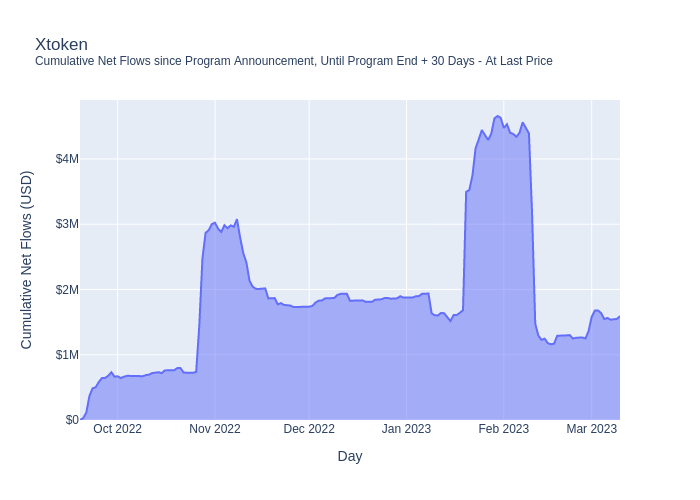 Xtoken
Cumulative Net Flows since Program Announcement, Until Program End + 30 Days - At Last Price
Cumulative Net Flows (USD)
$4M
$3M
$2M
$1M
$0
Oct 2022
Nov 2022
Dec 2022
Jan 2023
Feb 2023
Mar 2023
Day